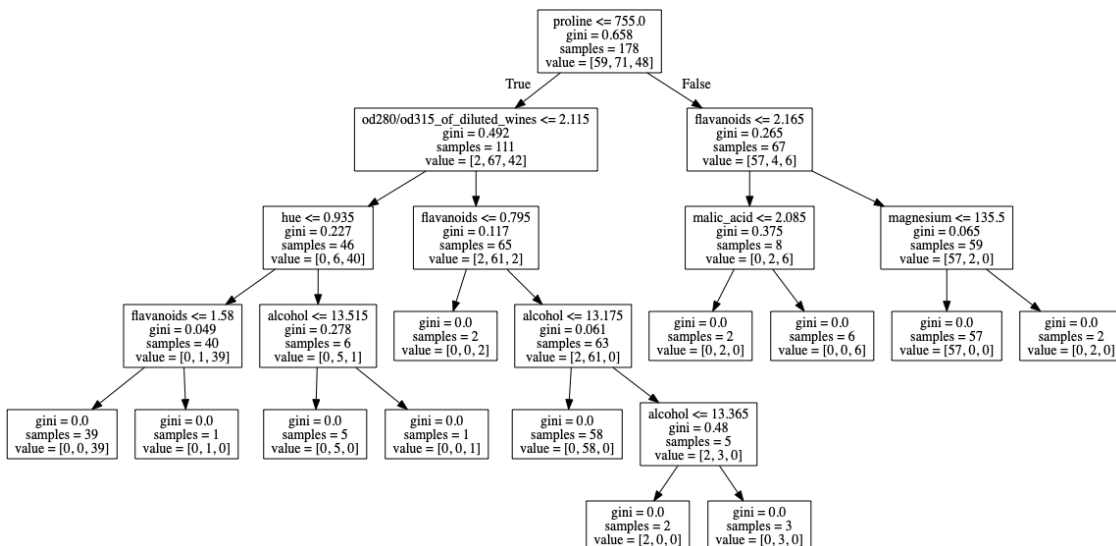 proline <= 755.0
gini = 0.658
samples = 178
value = [59, 71, 48]
True
False
od280/od315_of_diluted_wines <= 2.115
gini = 0.492
samples = 111
value = [2, 67, 42]
flavanoids <= 2.165
gini = 0.265
samples = 67
value = [57, 4, 6]
hue <= 0.935
gini = 0.227
samples = 46
value = [0, 6, 40]
flavanoids <= 0.795
gini = 0.117
samples = 65
value = [2, 61, 2]
malic_acid <= 2.085
gini = 0.375
samples = 8
value = [0, 2, 6]
magnesium <= 135.5
gini = 0.065
samples = 59
value = [57, 2, 0]
flavanoids <= 1.58
gini = 0.049
samples = 40
value = [0, 1, 39]
alcohol <= 13.515
gini = 0.278
samples = 6
value = [0, 5, 1]
gini = 0.0
samples = 2
value = [0, 0, 2]
alcohol <= 13.175
gini = 0.061
samples = 63
value = [2, 61, 0]
gini = 0.0
samples = 2
value = [0, 2, 0]
gini = 0.0
samples = 6
value = [0, 0, 6]
gini = 0.0
samples = 57
value = [57, 0, 0]
gini = 0.0
samples = 2
value = [0, 2, 0]
gini = 0.0
samples = 39
value = [0, 0, 39]
gini = 0.0
samples = 1
value = [0, 1, 0]
gini = 0.0
samples = 5
value = [0, 5, 0]
gini = 0.0
samples = 1
value = [0, 0, 1]
gini = 0.0
samples = 58
value = [0, 58, 0]
alcohol <= 13.365
gini = 0.48
samples = 5
value = [2, 3, 0]
gini = 0.0
samples = 2
value = [2, 0, 0]
gini = 0.0
samples = 3
value = [0, 3, 0]